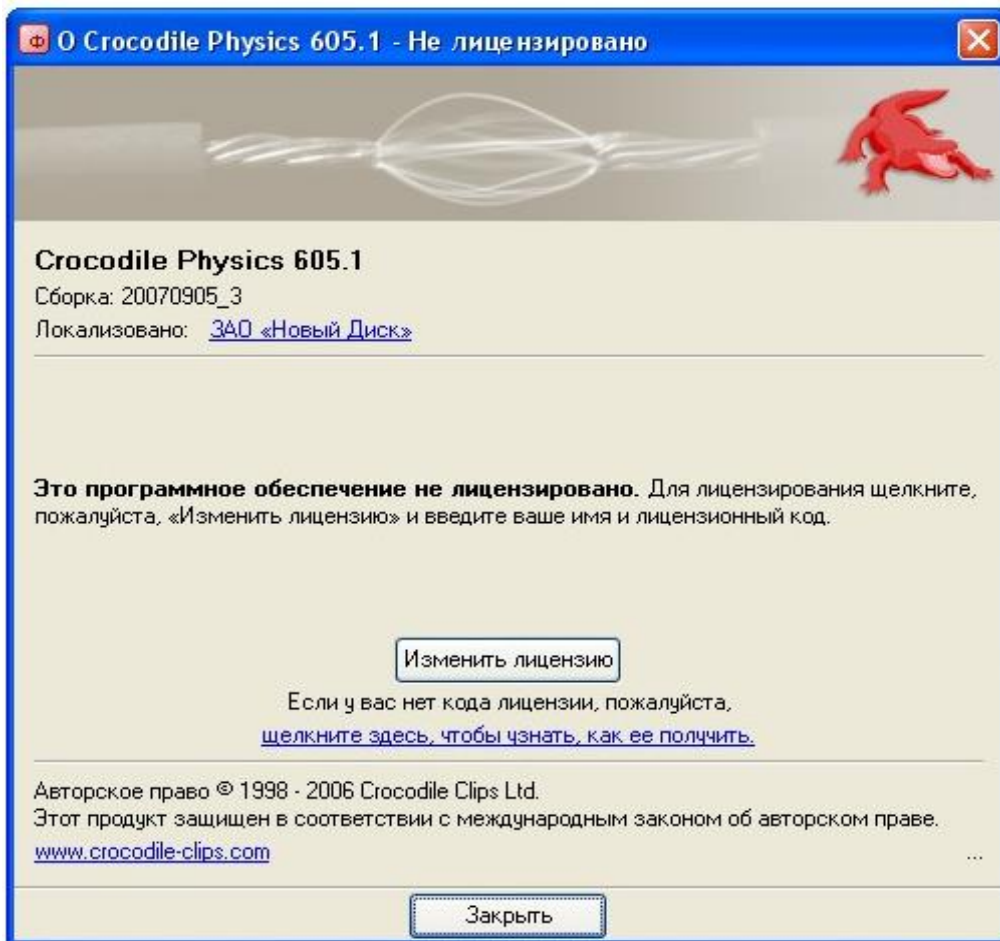 Ф О Crocodile Physics 605.1 - Не лицензировано
Crocodile Physics 605.1
Сборка: 20070905_3
Локализовано: ЗАО «Новый Диск»
Это программное обеспечение не лицензировано. Для лицензирования щелкните,
пожалуйста, «Изменить лицензию» и введите ваше имя и лицензионный код.
Изменить лицензию
Если у вас нет кода лицензии, пожалуйста,
щелкните здесь, чтобы узнать, как ее получить.
Авторское право © 1998 - 2006 Crocodile Clips Ltd.
Этот продукт защищен в соответствии с международным законом об авторском праве.
www.crocodile-clips.com ...
Закрыть